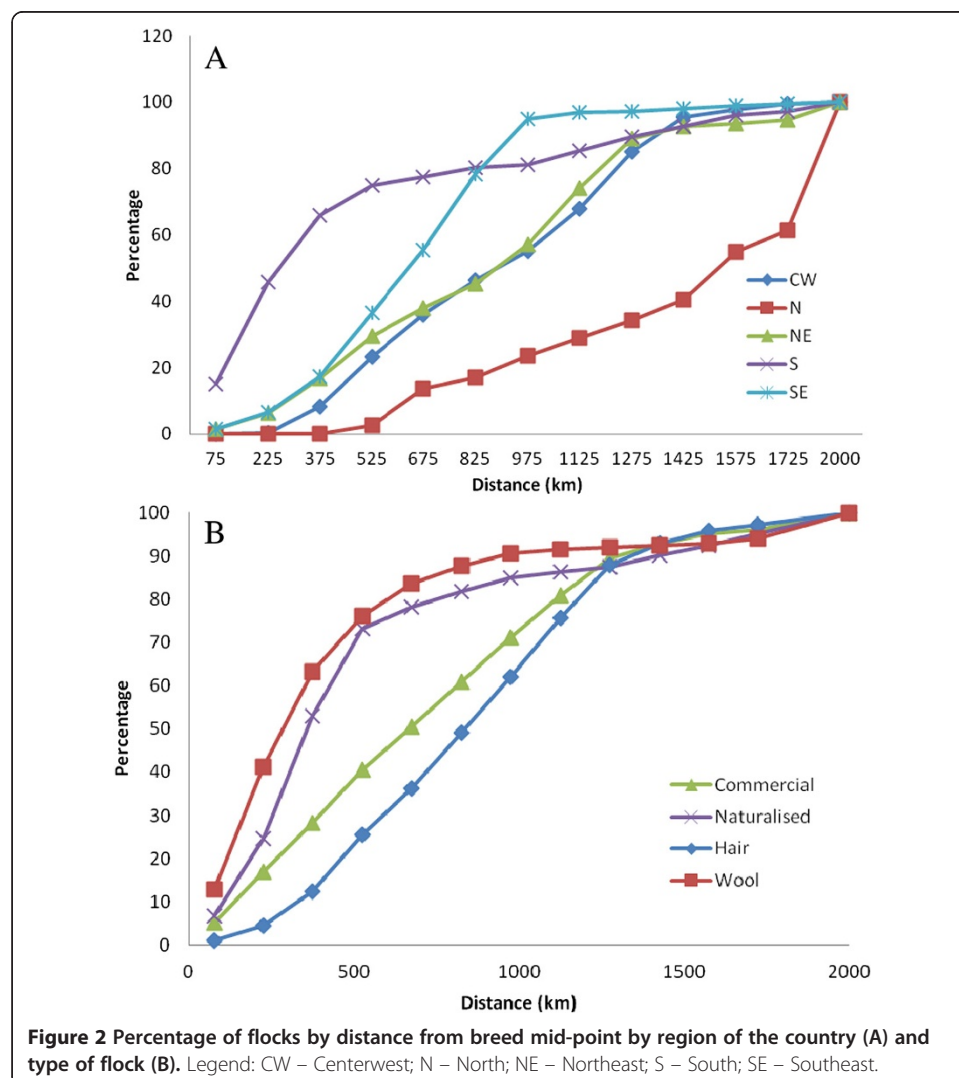 A
120
100
80
60
40
20
0
Percentage
CW
N
NE
S
SE
75 225 375 525 675 825 975 1125 1275 1425 1575 1725 2000
Distance (km)
B
100
90
80
70
60
50
40
30
20
10
0
Percentage
Commercial
Naturalised
Hair
Wool
0 500 1000 1500 2000
Distance (km)
Figure 2 Percentage of flocks by distance from breed mid-point by region of the country (A) and
type of flock (B). Legend: CW – Centerwest; N – North; NE – Northeast; S – South; SE – Southeast.